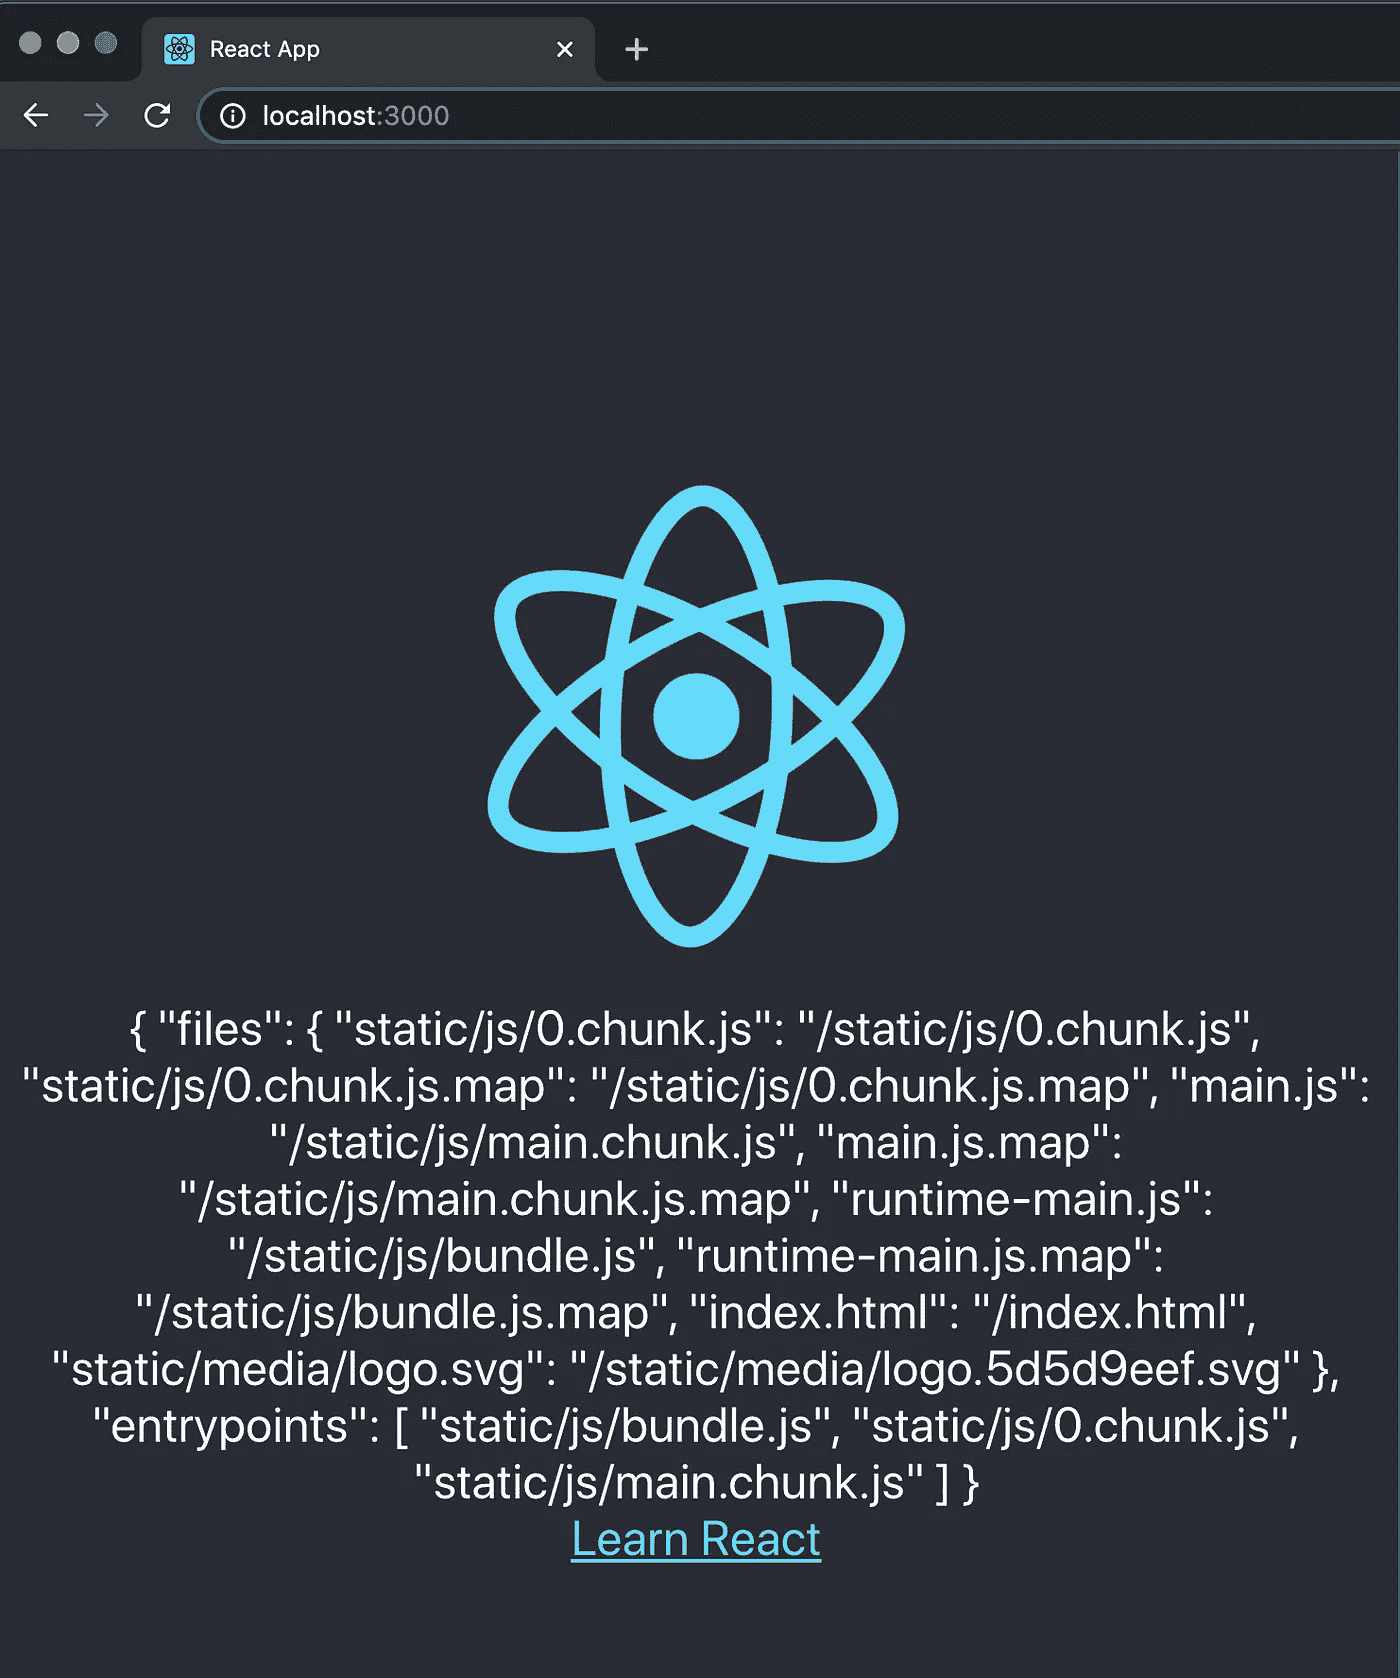 React App
localhost:3000
{ "files": { "static/js/0.chunk.js": "/static/js/0.chunk.js",
"static/js/0.chunk.js.map": "/static/js/0.chunk.js.map", "main.js":
"/static/js/main.chunk.js", "main.js.map":
"/static/js/main.chunk.js.map", "runtime-main.js":
"/static/js/bundle.js", "runtime-main.js.map":
"/static/js/bundle.js.map", "index.html": "/index.html",
"static/media/logo.svg": "/static/media/logo.5d5d9eef.svg" },
"entrypoints": [ "static/js/bundle.js", "static/js/0.chunk.js",
"static/js/main.chunk.js" ] }
Learn React